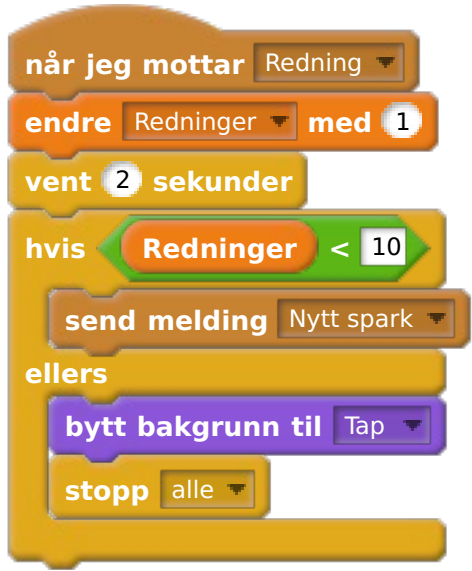 når jeg mottar Redning
endre Redninger med 1
vent 2 sekunder
hvis Redninger < 10
send melding Nytt spark
ellers
bytt bakgrunn til Tap
stopp alle